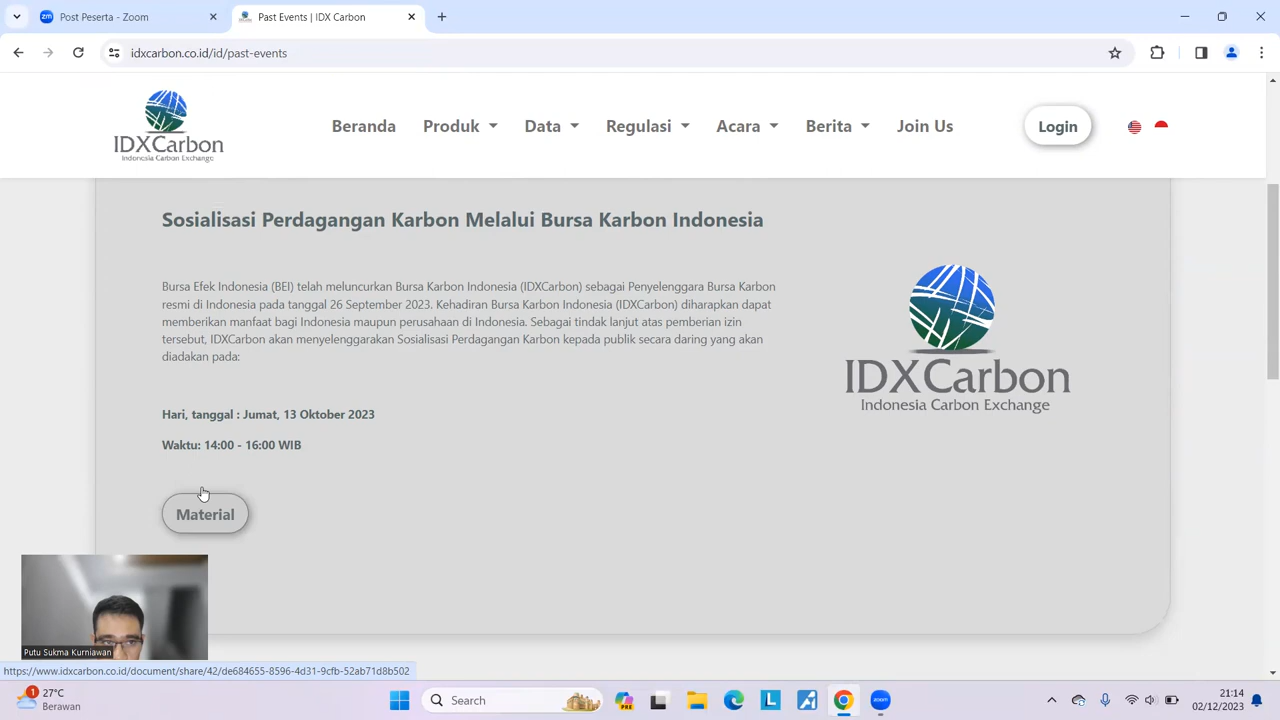 Post Peserta - Zoom
Past Events | IDX Carbon
idxcarbon.co.id/id/past-events
IDXCarbon
Indonesia Carbon Exchange
Beranda
Produk
Data
Regulasi
Acara
Berita
Join Us
Login
Sosialisasi Perdagangan Karbon Melalui Bursa Karbon Indonesia
Bursa Efek Indonesia (BEI) telah meluncurkan Bursa Karbon Indonesia (IDXCarbon) sebagai Penyelenggara Bursa Karbon
resmi di Indonesia pada tanggal 26 September 2023. Kehadiran Bursa Karbon Indonesia (IDXCarbon) diharapkan dapat
memberikan manfaat bagi Indonesia maupun perusahaan di Indonesia. Sebagai tindak lanjut atas pemberian izin
tersebut, IDXCarbon akan menyelenggarakan Sosialisasi Perdagangan Karbon kepada publik secara daring yang akan
diadakan pada:
Hari, tanggal : Jumat, 13 Oktober 2023
Waktu: 14:00 - 16:00 WIB
Material
IDXCarbon
Indonesia Carbon Exchange
Putu Sukma Kurniawan
https://www.idxcarbon.co.id/document/share/42/de684655-8596-4d31-9cfb-52ab71d8b502
1
27°C
Berawan
Search
21:14
02/12/2023